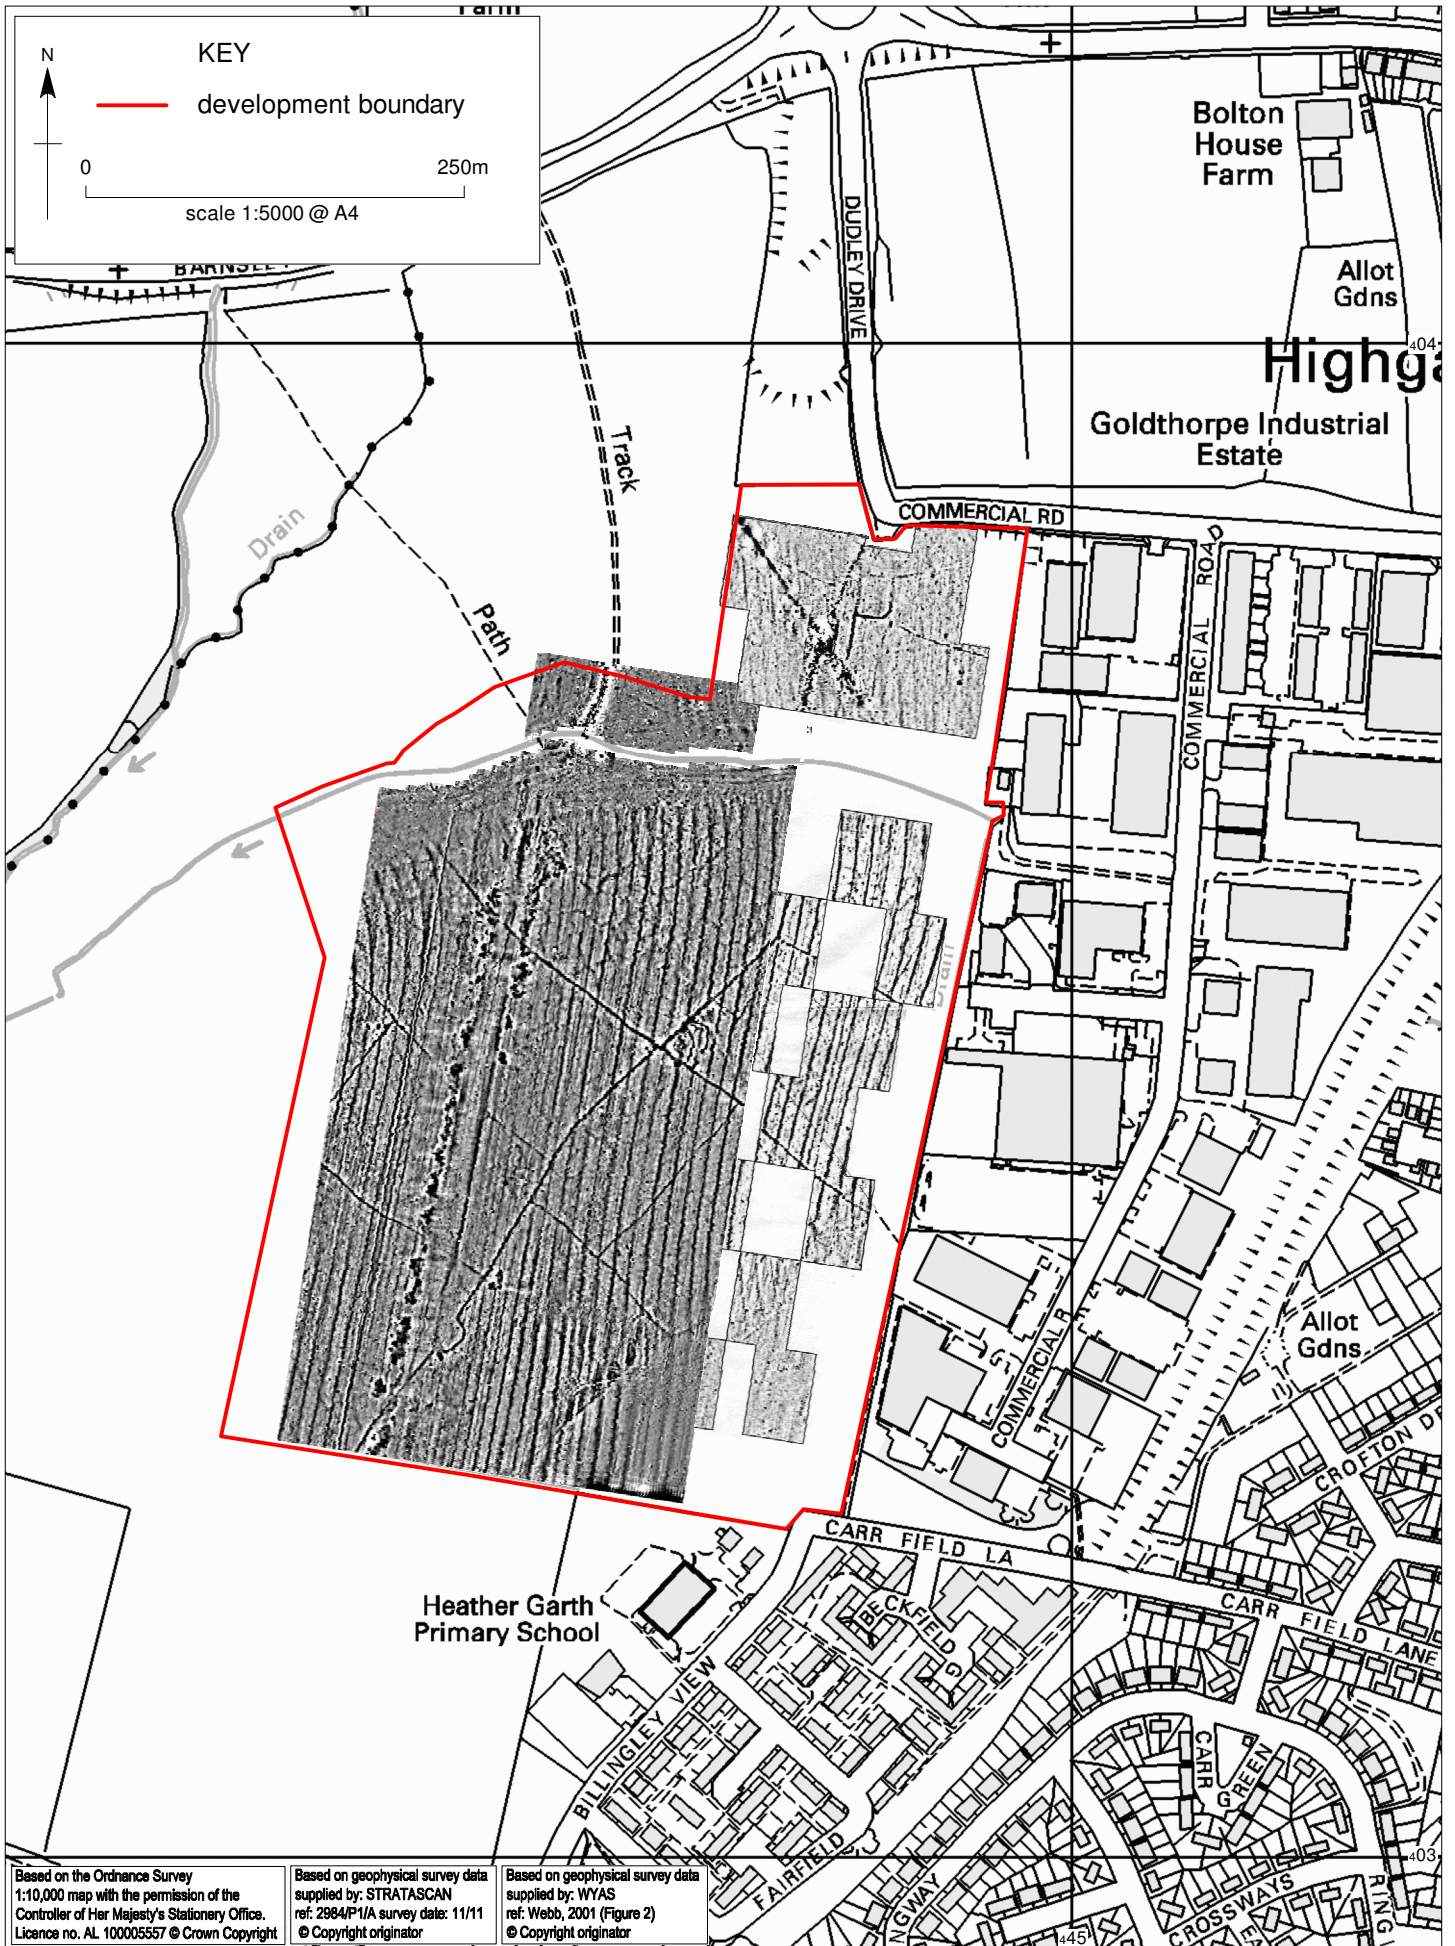 Farm
N
KEY
development boundary
0 250m
scale 1:5000 @ A4
BARNSLEY
DUDLEY DRIVE
Bolton
House
Farm
Allot
Gdns
404
Goldthorpe Industrial
Estate
Track
COMMERCIAL RD
Drain
Path
COMMERCIAL ROAD
Drain
COMMERCIAL R
Allot
Gdns
CROFTON
CARR FIELD LA
CARR FIELD LANE
Heather Garth
Primary School
BECKFIELD G
BILLINGLEY VIEW
CARR
GREEN
FAIRFIELD
CROSSWAYS
403
445
Based on the Ordnance Survey
1:10,000 map with the permission of the
Controller of Her Majesty's Stationery Office.
Licence no. AL 100005557 © Crown Copyright
Based on geophysical survey data
supplied by: STRATASCAN
ref: 2984/P1/A survey date: 11/11
© Copyright originator
Based on geophysical survey data
supplied by: WYAS
ref: Webb, 2001 (Figure 2)
© Copyright originator